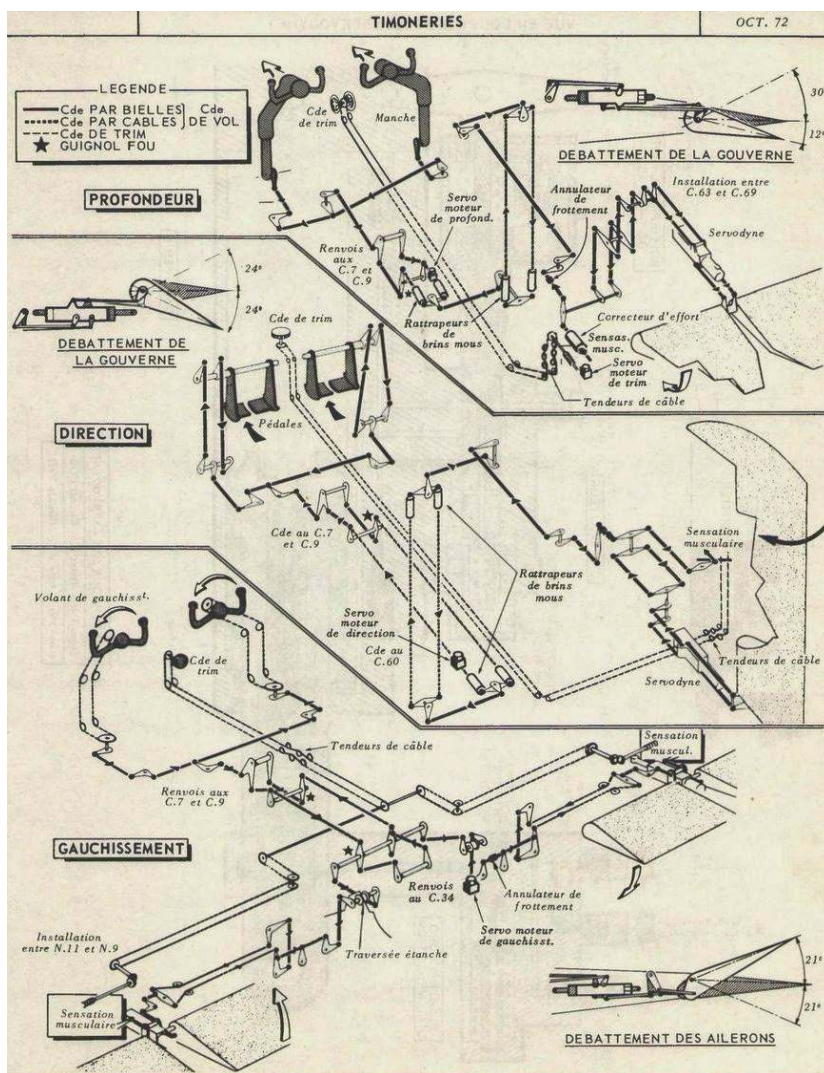 TIMONERIES
OCT. 72
LEGENDE
Cde PAR BIELLES
Cde PAR CABLES
Cde
DE VOL
Cde DE TRIM
GUIGNOL FOU
PROFONDEUR
Cde
de trim
Manche
30°
12°
DEBATTEMENT DE LA GOUVERNE
Servo
moteur
de profond.
Annulateur
de
frottement
Installation entre
C.63 et C.69
Servodyne
Renvois
aux
C.7 et
C.9
Rattrapeurs
de
brins mous
Correcteur d'effort
Sensas.
musc.
Servo
moteur
de trim
Tendeurs de câble
24°
24°
DEBATTEMENT DE
LA GOUVERNE
DIRECTION
Cde de trim
Pédales
Cde au C.7
et C.9
Rattrapeurs
de brins
mous
Servo
moteur
de direction
Cde au
C.60
Sensation
musculaire
Tendeurs de câble
Servodyne
Volant de gauchisst.
Cde de
trim
Tendeurs de câble
Sensation
muscul.
Renvois aux
C.7 et C.9
GAUCHISSEMENT
Renvois
au C.34
Annulateur de
frottement
Servo moteur
de gauchisst.
Installation
entre N.11 et N.9
Traversée étanche
Sensation
musculaire
21°
21°
DEBATTEMENT DES AILERONS